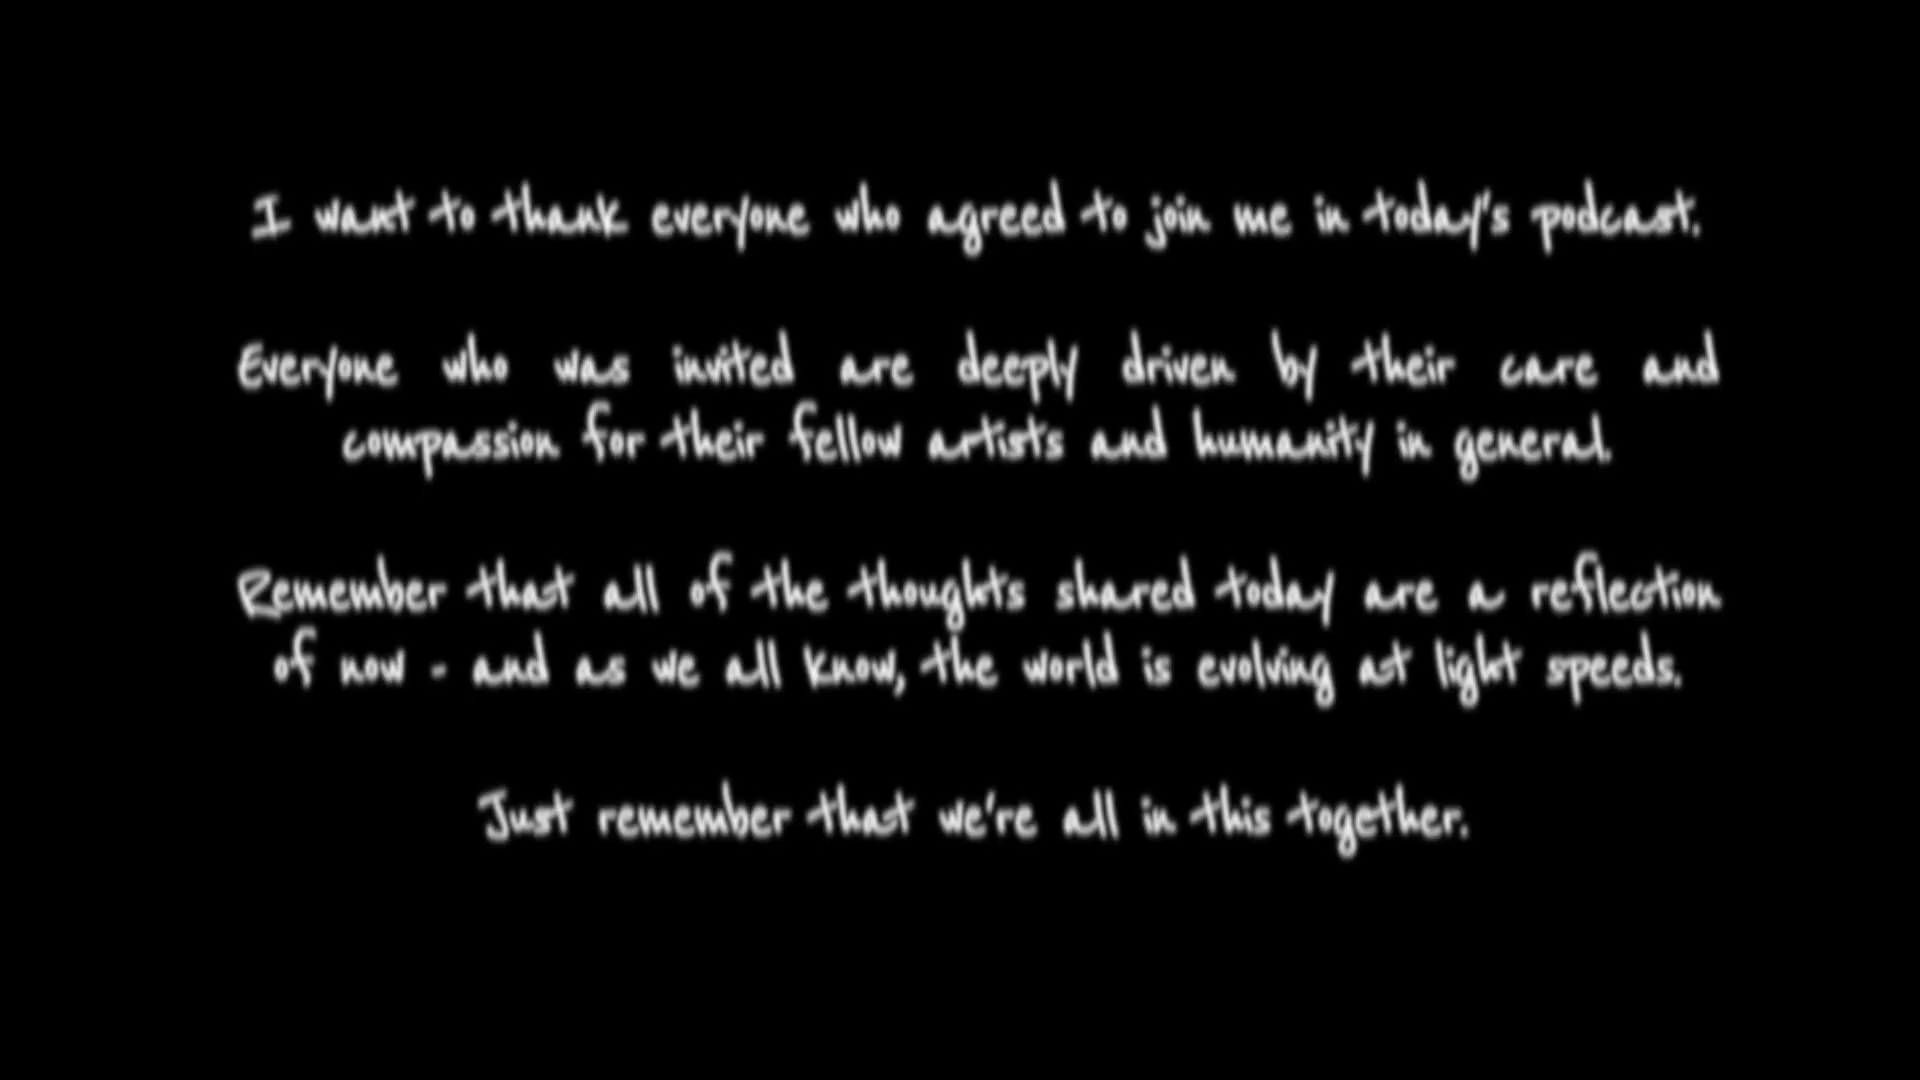 I want to thank everyone who agreed to join me in today's podcast.
Everyone who was invited are deeply driven by their care and
compassion for their fellow artists and humanity in general.
Remember that all of the thoughts shared today are a reflection
of now - and as we all know, the world is evolving at light speeds.
Just remember that we're all in this together.